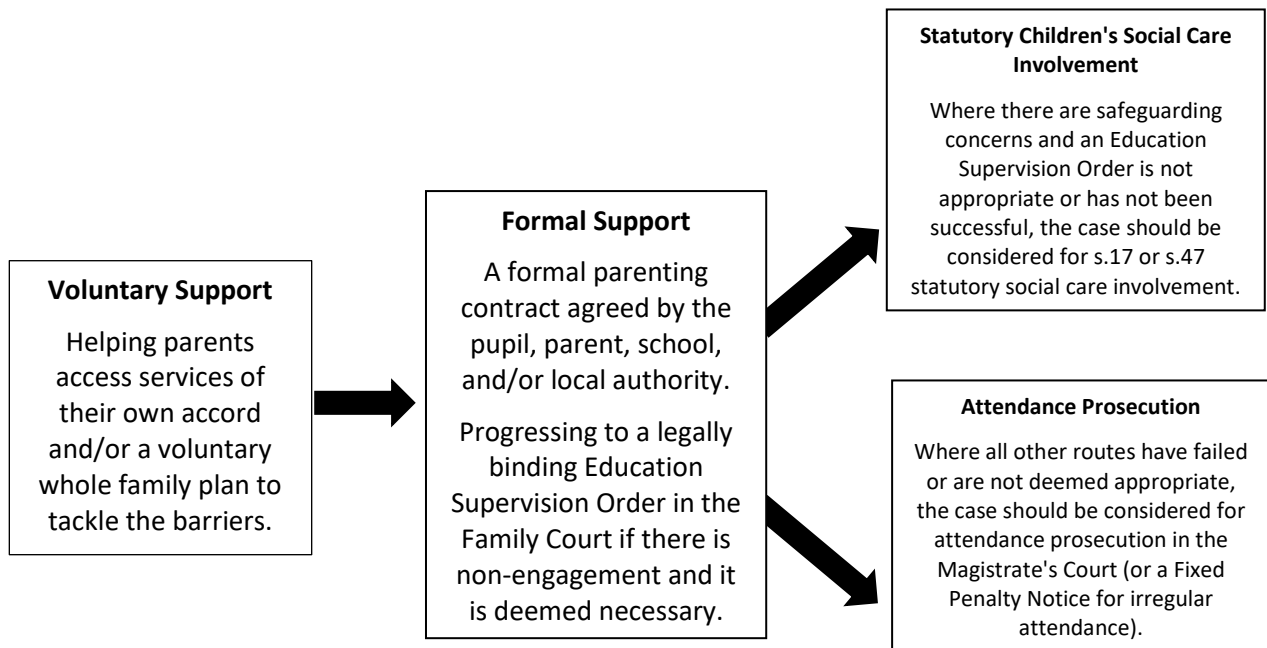 Voluntary Support
Helping parents
access services of
their own accord
and/or a voluntary
whole family plan to
tackle the barriers.
Formal Support
A formal parenting
contract agreed by the
pupil, parent, school,
and/or local authority.
Progressing to a legally
binding Education
Supervision Order in the
Family Court if there is
non-engagement and it
is deemed necessary.
Statutory Children's Social Care
Involvement
Where there are safeguarding
concerns and an Education
Supervision Order is not
appropriate or has not been
successful, the case should be
considered for s.17 or s.47
statutory social care involvement.
Attendance Prosecution
Where all other routes have failed
or are not deemed appropriate,
the case should be considered for
attendance prosecution in the
Magistrate's Court (or a Fixed
Penalty Notice for irregular
attendance).